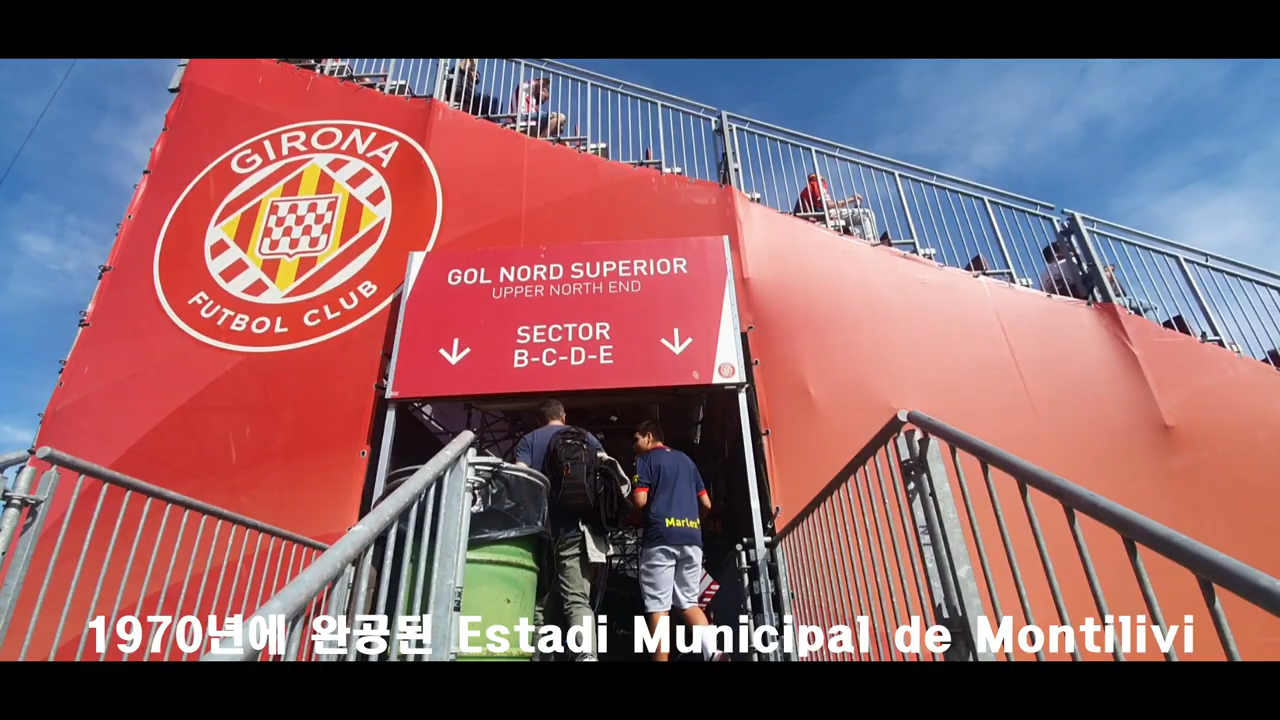 GIRONA
FUTBOL CLUB
GOL NORD SUPERIOR
UPPER NORTH END
SECTOR
B-C-D-E
Marlex
1970년에 완공된 Estadi Municipal de Montilivi